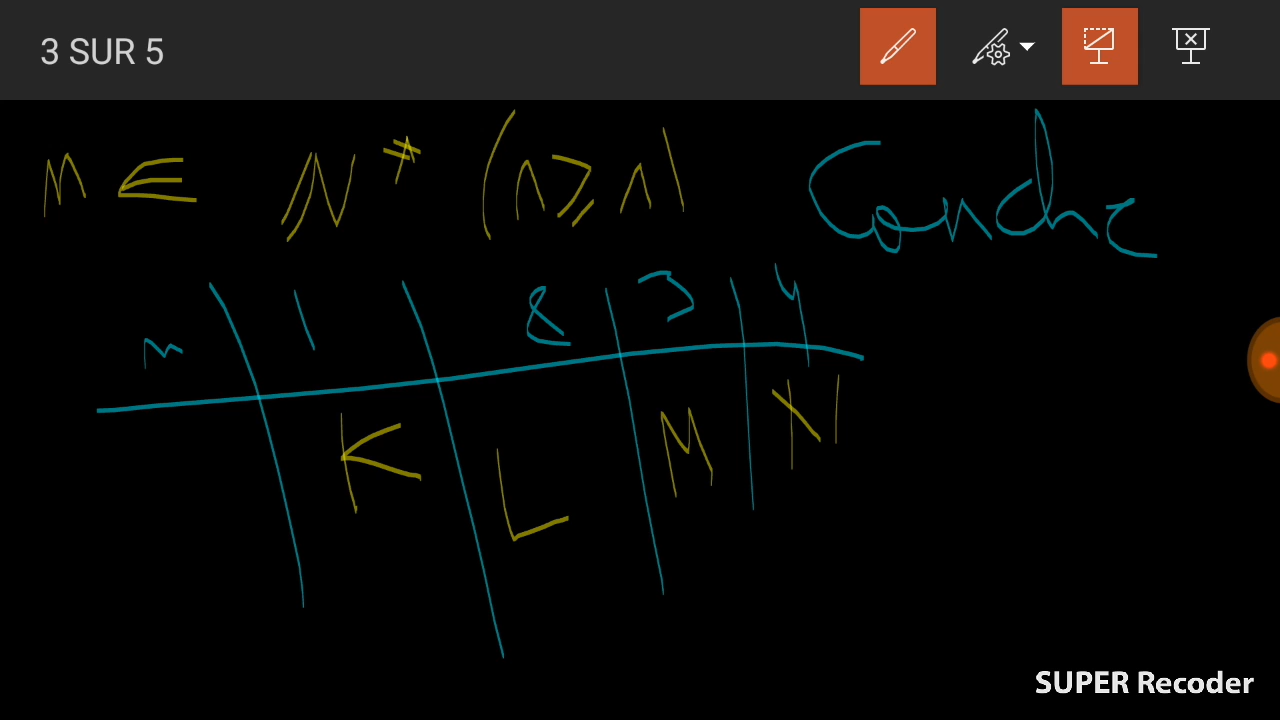 3 SUR 5
n ∈ N* (n ≥ 1) Couche
n 1 2 3 4
K L M N
SUPER Recoder